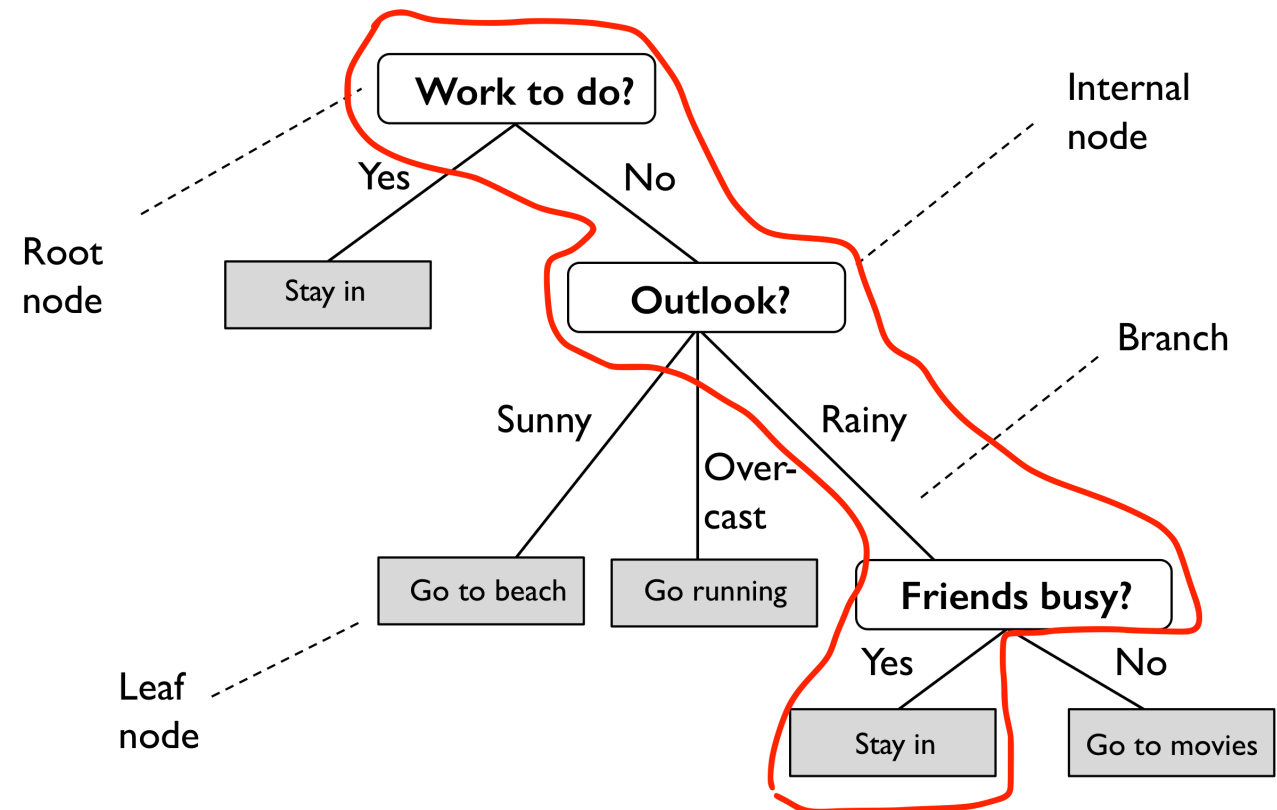 Work to do?
Internal
node
Yes
No
Root
node
Stay in
Outlook?
Branch
Sunny
Rainy
Over-
cast
Go to beach
Go running
Friends busy?
Yes
No
Leaf
node
Stay in
Go to movies